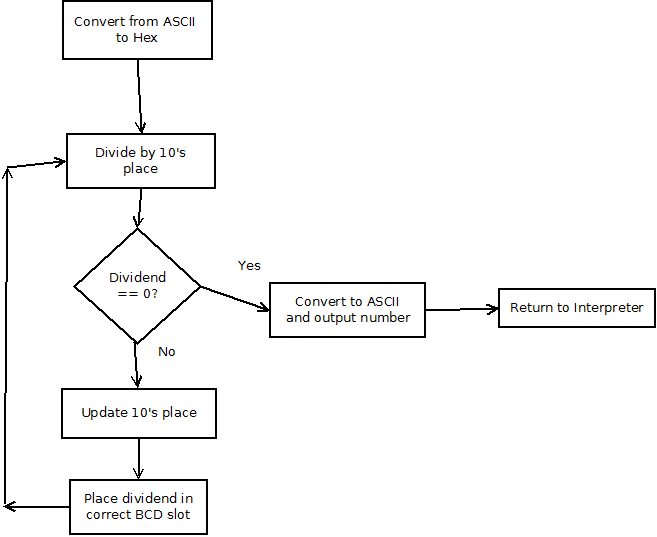 Convert from ASCII
to Hex
Divide by 10's
place
Dividend
== 0?
Yes
Convert to ASCII
and output number
Return to Interpreter
No
Update 10's place
Place dividend in
correct BCD slot